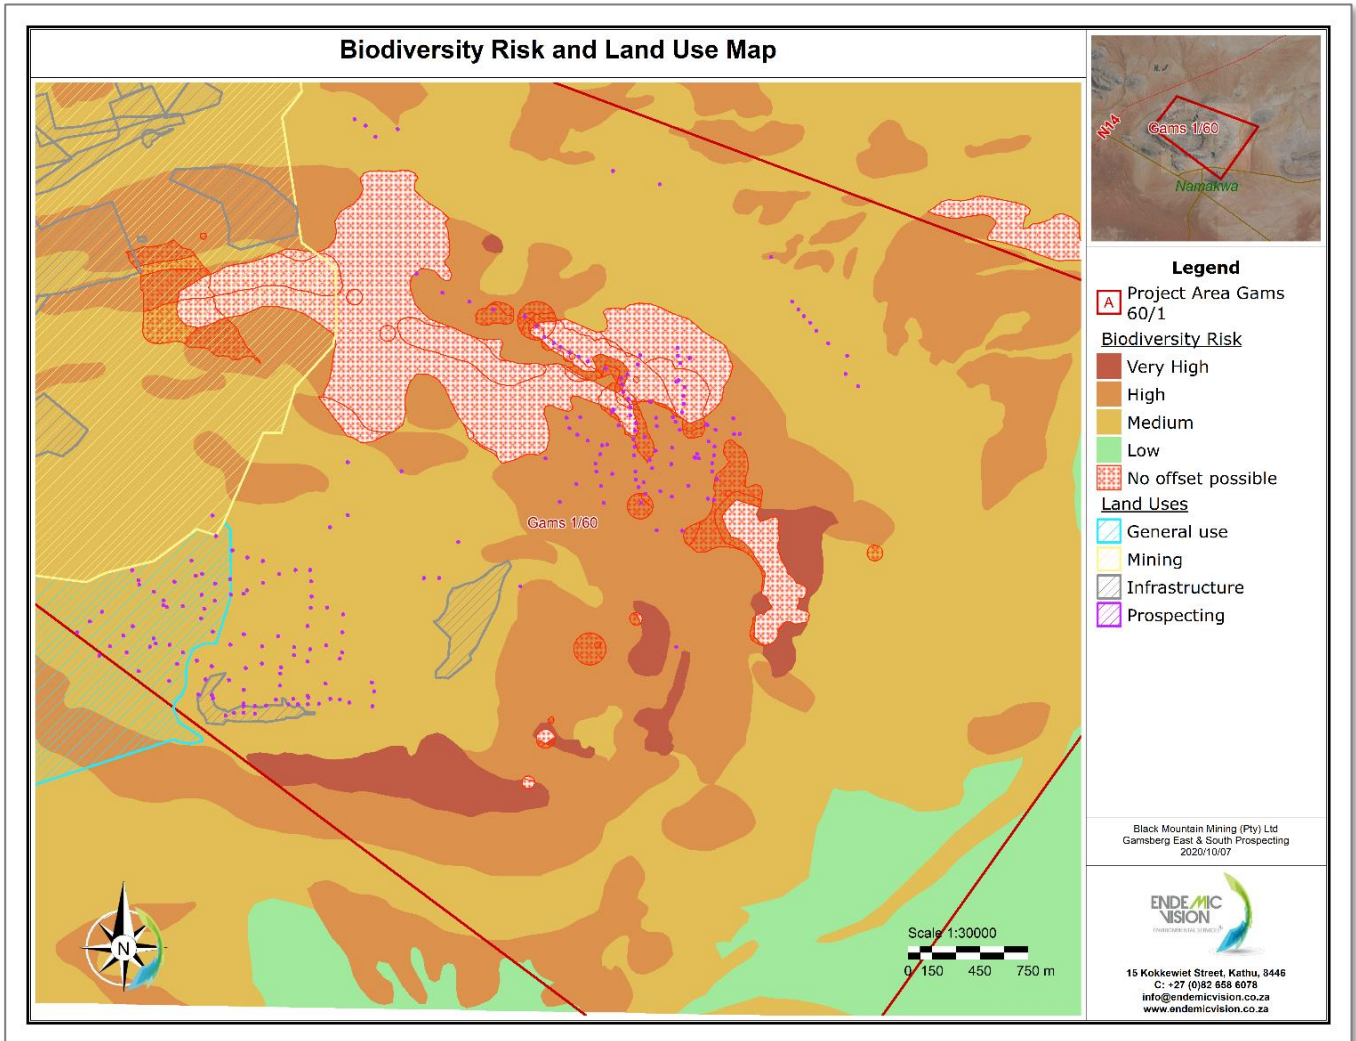 Biodiversity Risk and Land Use Map
N14
Gams 1/60
Namakwa
Legend
A
Project Area Gams
60/1
Biodiversity Risk
Very High
High
Medium
Low
No offset possible
Land Uses
General use
Mining
Infrastructure
Prospecting
Gams 1/60
N
Scale 1:30000
0 150 450 750 m
Black Mountain Mining (Pty) Ltd
Gamsberg East & South Prospecting
2020/10/07
ENDEMIC
VISION
ENVIRONMENTAL SERVICES
15 Kokkewiet Street, Kathu, 8446
C: +27 (0)82 658 6078
info@endemicvision.co.za
www.endemicvision.co.za